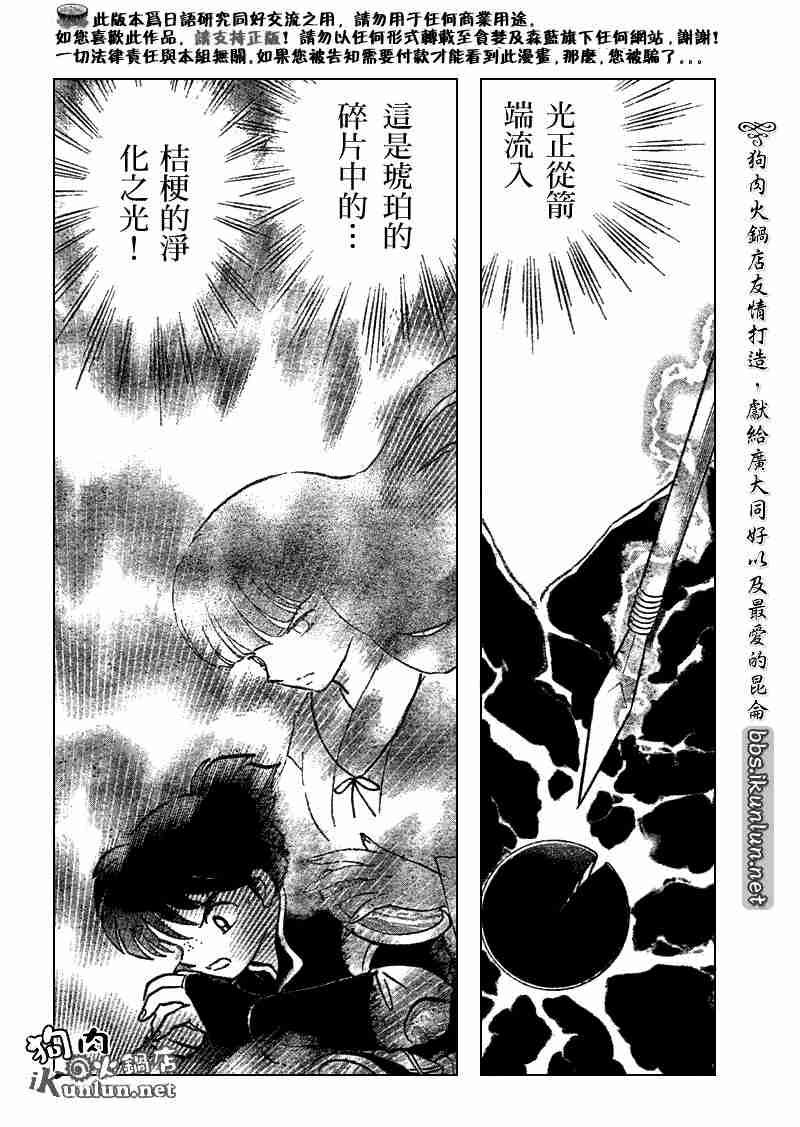 此版本爲日語研究同好交流之用，請勿用于任何商業用途。
如您喜歡此作品，請支持正版！請勿以任何形式轉載至貪婪及森藍旗下任何網站，謝謝！
一切法律責任與本組無關，如果您被告知需要付款才能看到此漫畫，那麽，您被騙了...
光正從箭
端流入
這是琥珀的
碎片中的…
桔梗的淨
化之光！
狗肉火鍋店友情打造，獻給廣大同好以及最愛的昆侖
bbs.ikunlun.net
狗肉
火鍋店
iKunlun.net